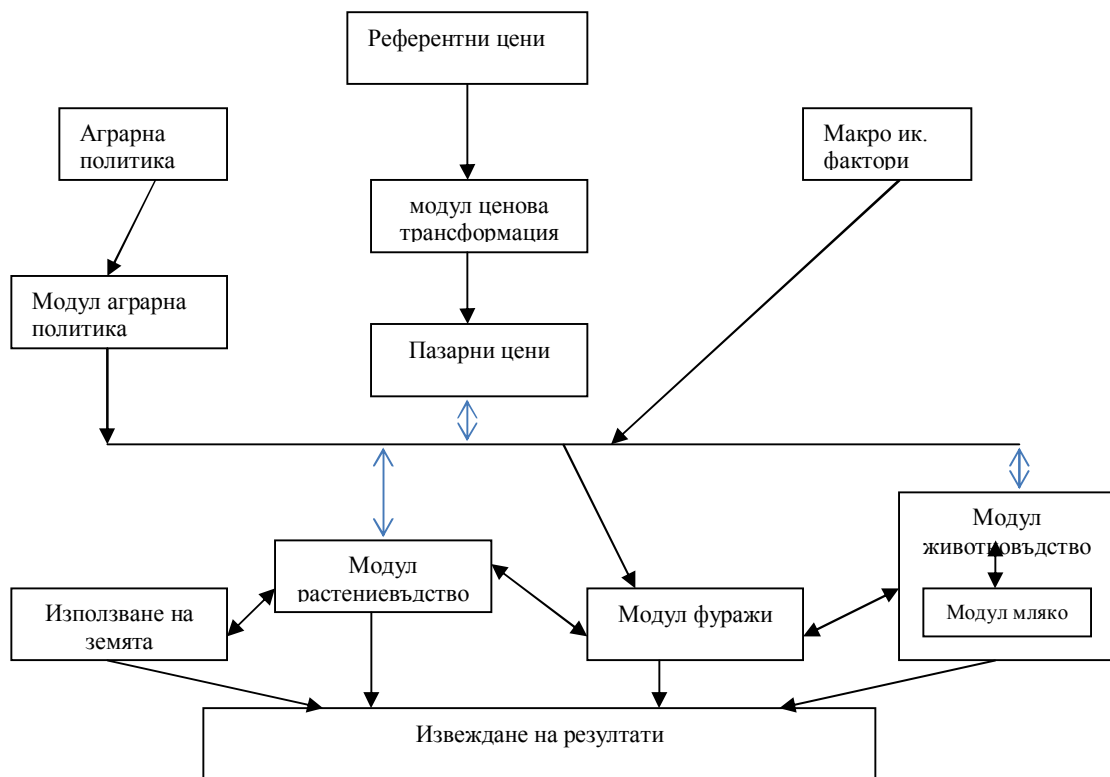 Референтни цени
Аграрна
политика
Макро ик.
фактори
модул ценова
трансформация
Модул аграрна
политика
Пазарни цени
Модул
животновъдство
Модул
растениевъдство
Използване на
земята
Модул фуражи
Модул мляко
Извеждане на резултати